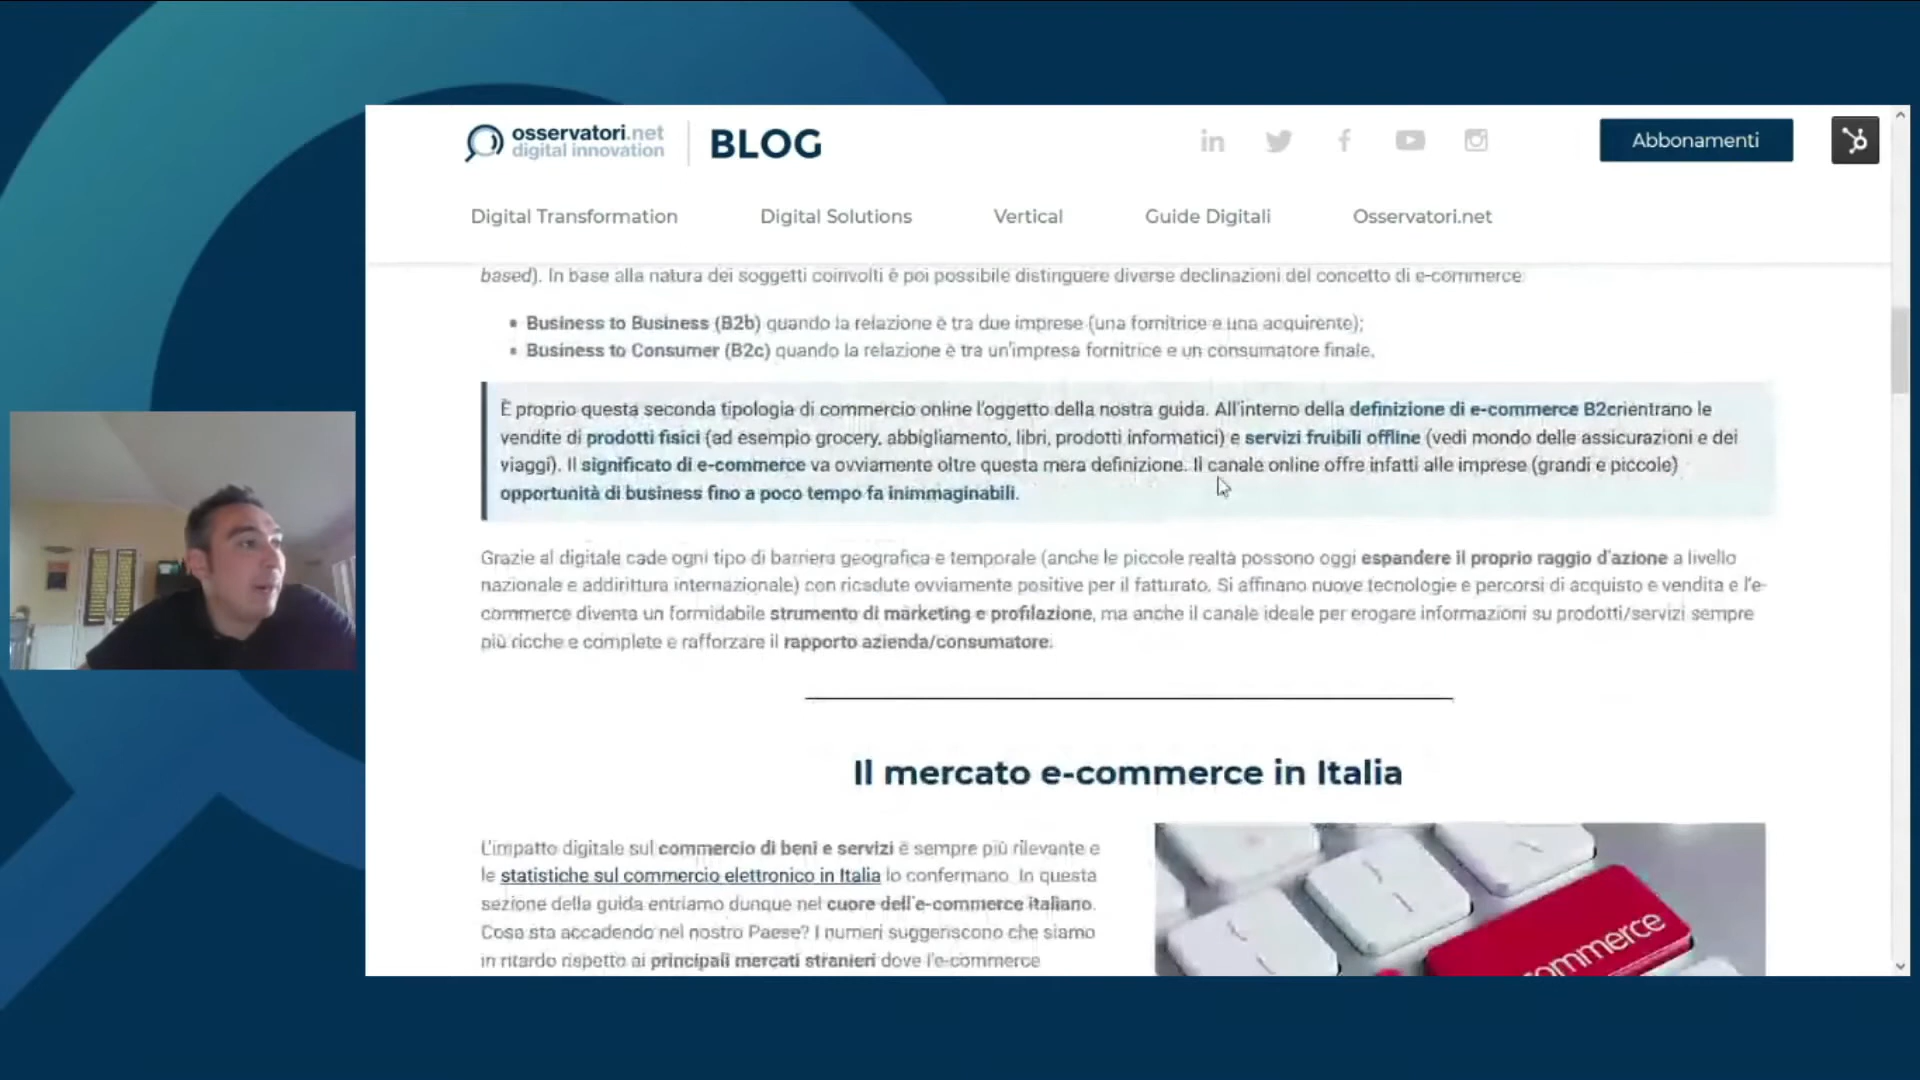 osservatori.net
digital innovation
BLOG
Abbonamenti
Digital Transformation
Digital Solutions
Vertical
Guide Digitali
Osservatori.net
based). In base alla natura dei soggetti coinvolti è poi possibile distinguere diverse declinazioni del concetto di e-commerce
Business to Business (B2b) quando la relazione è tra due imprese (una fornitrice e una acquirente);
Business to Consumer (B2c) quando la relazione è tra un'impresa fornitrice e un consumatore finale.
È proprio questa seconda tipologia di commercio online l'oggetto della nostra guida. All'interno della definizione di e-commerce B2crientrano le
vendite di prodotti fisici (ad esempio grocery, abbigliamento, libri, prodotti informatici) e servizi fruibili offline (vedi mondo delle assicurazioni e dei
viaggi). Il significato di e-commerce va ovviamente oltre questa mera definizione. Il canale online offre infatti alle imprese (grandi e piccole)
opportunità di business fino a poco tempo fa inimmaginabili.
Grazie al digitale cade ogni tipo di barriera geografica e temporale (anche le piccole realtà possono oggi espandere il proprio raggio d'azione a livello
nazionale e addirittura internazionale) con ricadute ovviamente positive per il fatturato. Si affinano nuove tecnologie e percorsi di acquisto e vendita e l'e-
commerce diventa un formidabile strumento di marketing e profilazione, ma anche il canale ideale per erogare informazioni su prodotti/servizi sempre
più ricche e complete e rafforzare il rapporto azienda/consumatore.
Il mercato e-commerce in Italia
L'impatto digitale sul commercio di beni e servizi è sempre più rilevante e
le statistiche sul commercio elettronico in Italia lo confermano. In questa
sezione della guida entriamo dunque nel cuore dell'e-commerce italiano.
Cosa sta accadendo nel nostro Paese? I numeri suggeriscono che siamo
in ritardo rispetto ai principali mercati stranieri dove l'e-commerce
ommerce